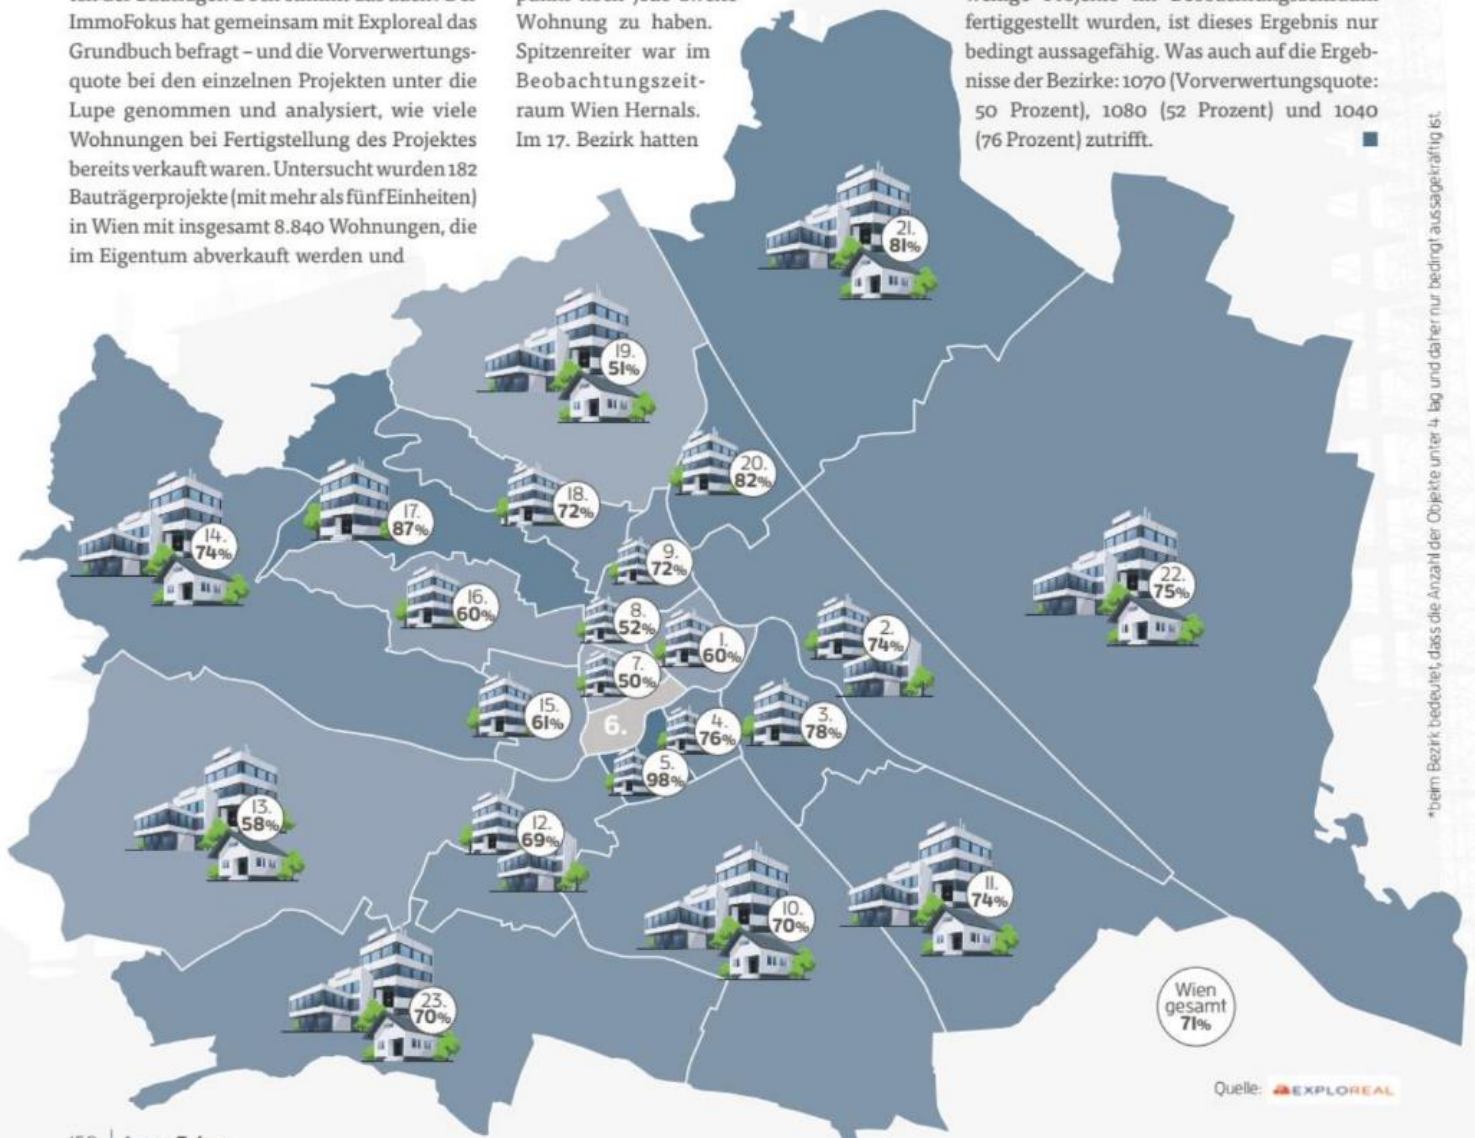 ImmoFokus hat gemeinsam mit Exploreal das
Grundbuch befragt – und die Vorverwertungs-
quote bei den einzelnen Projekten unter die
Lupe genommen und analysiert, wie viele
Wohnungen bei Fertigstellung des Projektes
bereits verkauft waren. Untersucht wurden 182
Bauträgerprojekte (mit mehr als fünf Einheiten)
in Wien mit insgesamt 8.840 Wohnungen, die
im Eigentum abverkauft werden und
Wohnung zu haben.
Spitzenreiter war im
Beobachtungszeit-
raum Wien Hernals.
Im 17. Bezirk hatten
fertiggestellt wurden, ist dieses Ergebnis nur
bedingt aussagefähig. Was auch auf die Ergeb-
nisse der Bezirke: 1070 (Vorverwertungsquote:
50 Prozent), 1080 (52 Prozent) und 1040
(76 Prozent) zutrifft.
21.
81%
19.
51%
20.
82%
18.
72%
17.
87%
14.
74%
9.
72%
22.
75%
16.
60%
8.
52%
1.
60%
2.
74%
7.
50%
15.
61%
6.
4.
76%
3.
78%
5.
98%
13.
58%
12.
69%
11.
74%
10.
70%
23.
70%
Wien
gesamt
71%
Quelle: EXPLOREAL
*beim Bezirk bedeutet, dass die Anzahl der Objekte unter 4 lag und daher nur bedingt aussagekräftig ist.